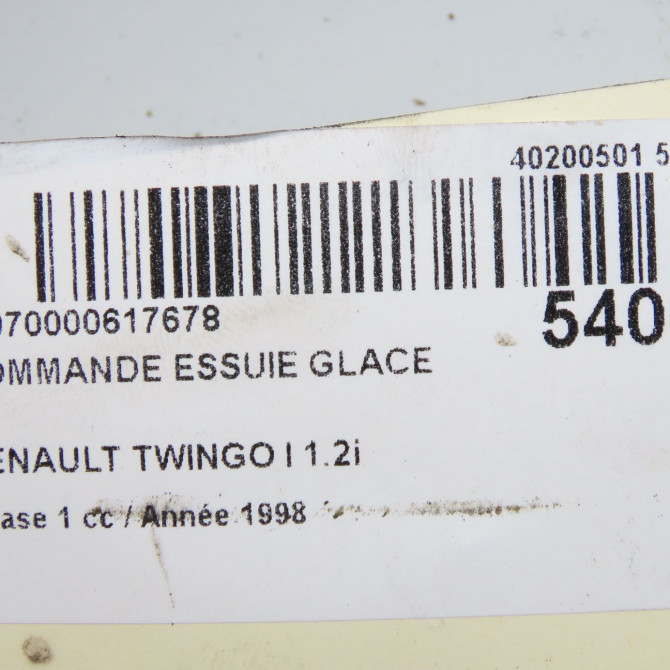 40200501 5
070000617678
540
OMMANDE ESSUIE GLACE
ENAULT TWINGO I 1.2i
ase 1 cc / Année 1998